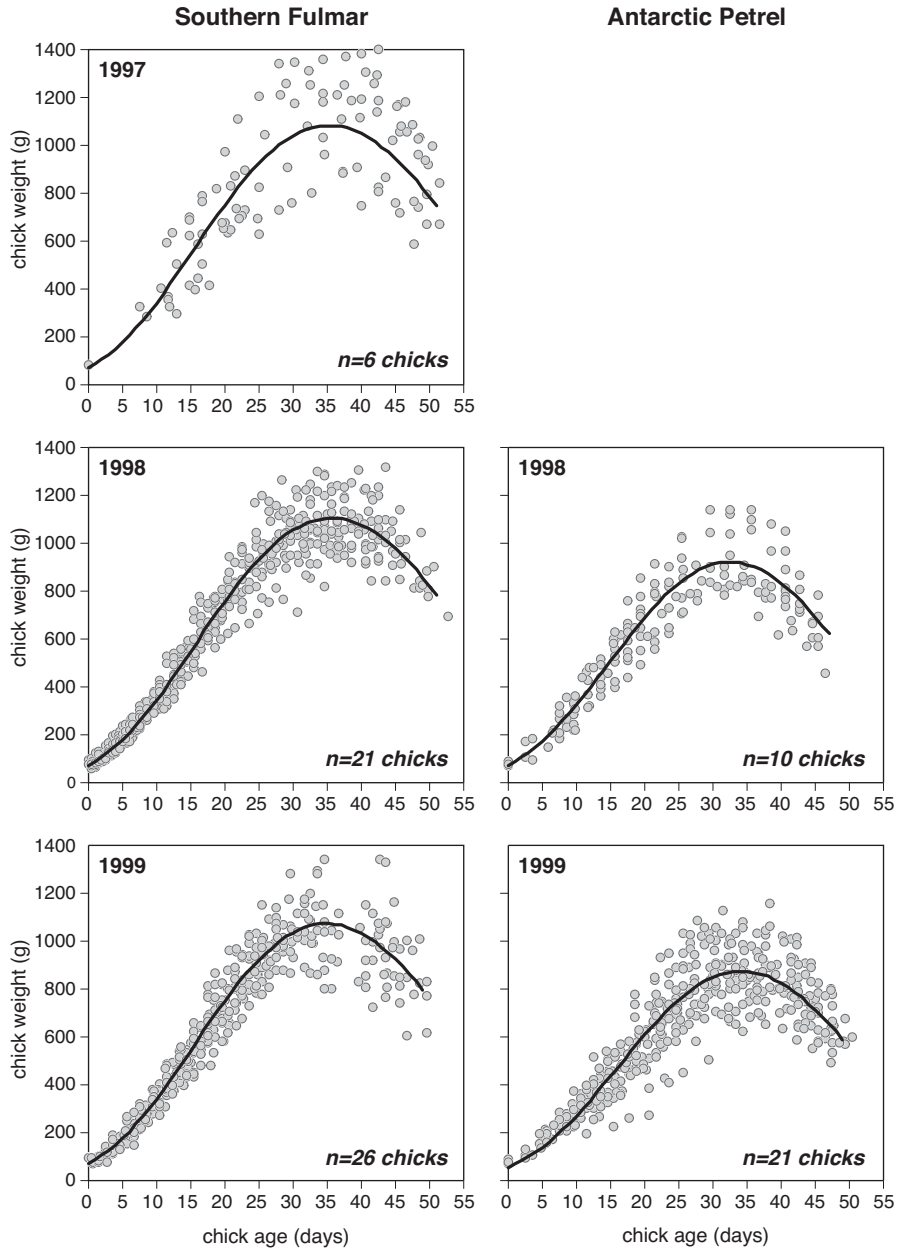 Southern Fulmar
Antarctic Petrel
1400
1200
1000
800
600
400
200
0
chick weight (g)
1997
n=6 chicks
0 5 10 15 20 25 30 35 40 45 50 55
1400
1200
1000
800
600
400
200
0
chick weight (g)
1998
n=21 chicks
0 5 10 15 20 25 30 35 40 45 50 55
1998
n=10 chicks
0 5 10 15 20 25 30 35 40 45 50 55
1400
1200
1000
800
600
400
200
0
chick weight (g)
1999
n=26 chicks
0 5 10 15 20 25 30 35 40 45 50 55
chick age (days)
1999
n=21 chicks
0 5 10 15 20 25 30 35 40 45 50 55
chick age (days)